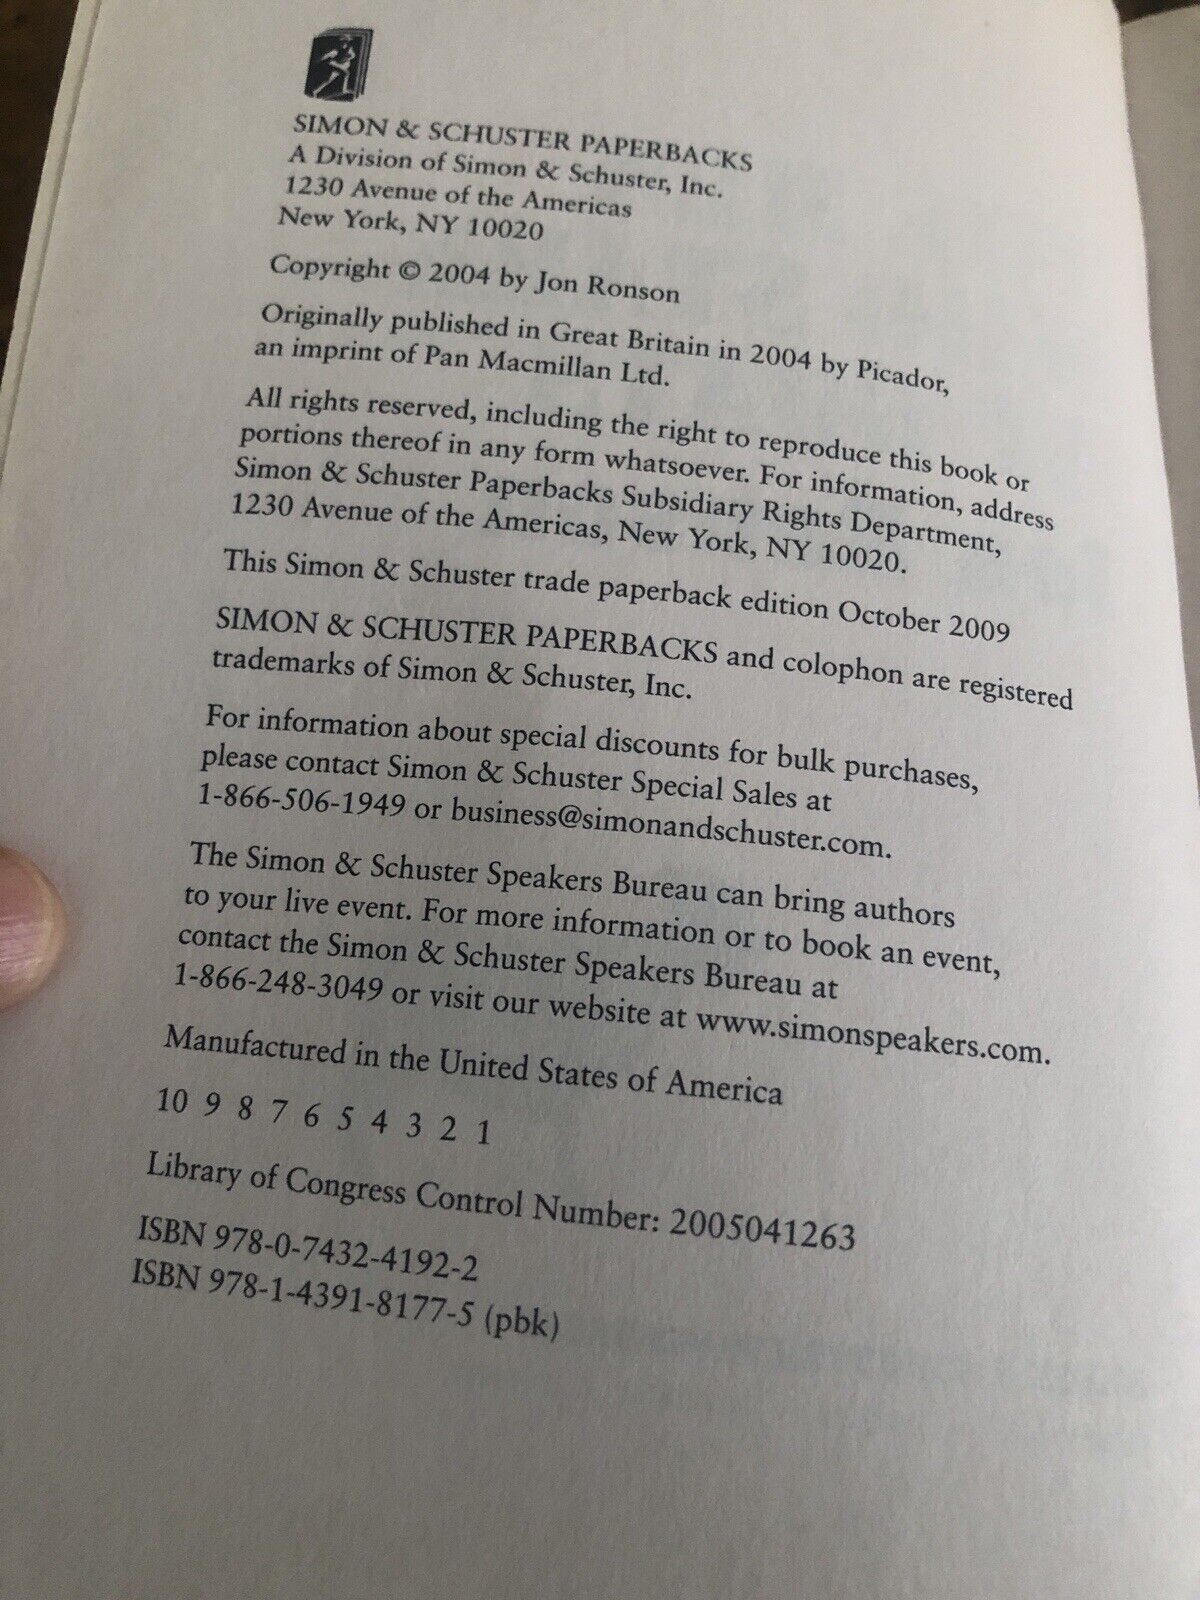 SIMON & SCHUSTER PAPERBACKS
A Division of Simon & Schuster, Inc.
1230 Avenue of the Americas
New York, NY 10020
Copyright © 2004 by Jon Ronson
Originally published in Great Britain in 2004 by Picador,
an imprint of Pan Macmillan Ltd.
All rights reserved, including the right to reproduce this book or
portions thereof in any form whatsoever. For information, address
Simon & Schuster Paperbacks Subsidiary Rights Department,
1230 Avenue of the Americas, New York, NY 10020.
This Simon & Schuster trade paperback edition October 2009
SIMON & SCHUSTER PAPERBACKS and colophon are registered
trademarks of Simon & Schuster, Inc.
For information about special discounts for bulk purchases,
please contact Simon & Schuster Special Sales at
1-866-506-1949 or business@simonandschuster.com.
The Simon & Schuster Speakers Bureau can bring authors
to your live event. For more information or to book an event,
contact the Simon & Schuster Speakers Bureau at
1-866-248-3049 or visit our website at www.simonspeakers.com.
Manufactured in the United States of America
10 9 8 7 6 5 4 3 2 1
Library of Congress Control Number: 2005041263
ISBN 978-0-7432-4192-2
ISBN 978-1-4391-8177-5 (pbk)